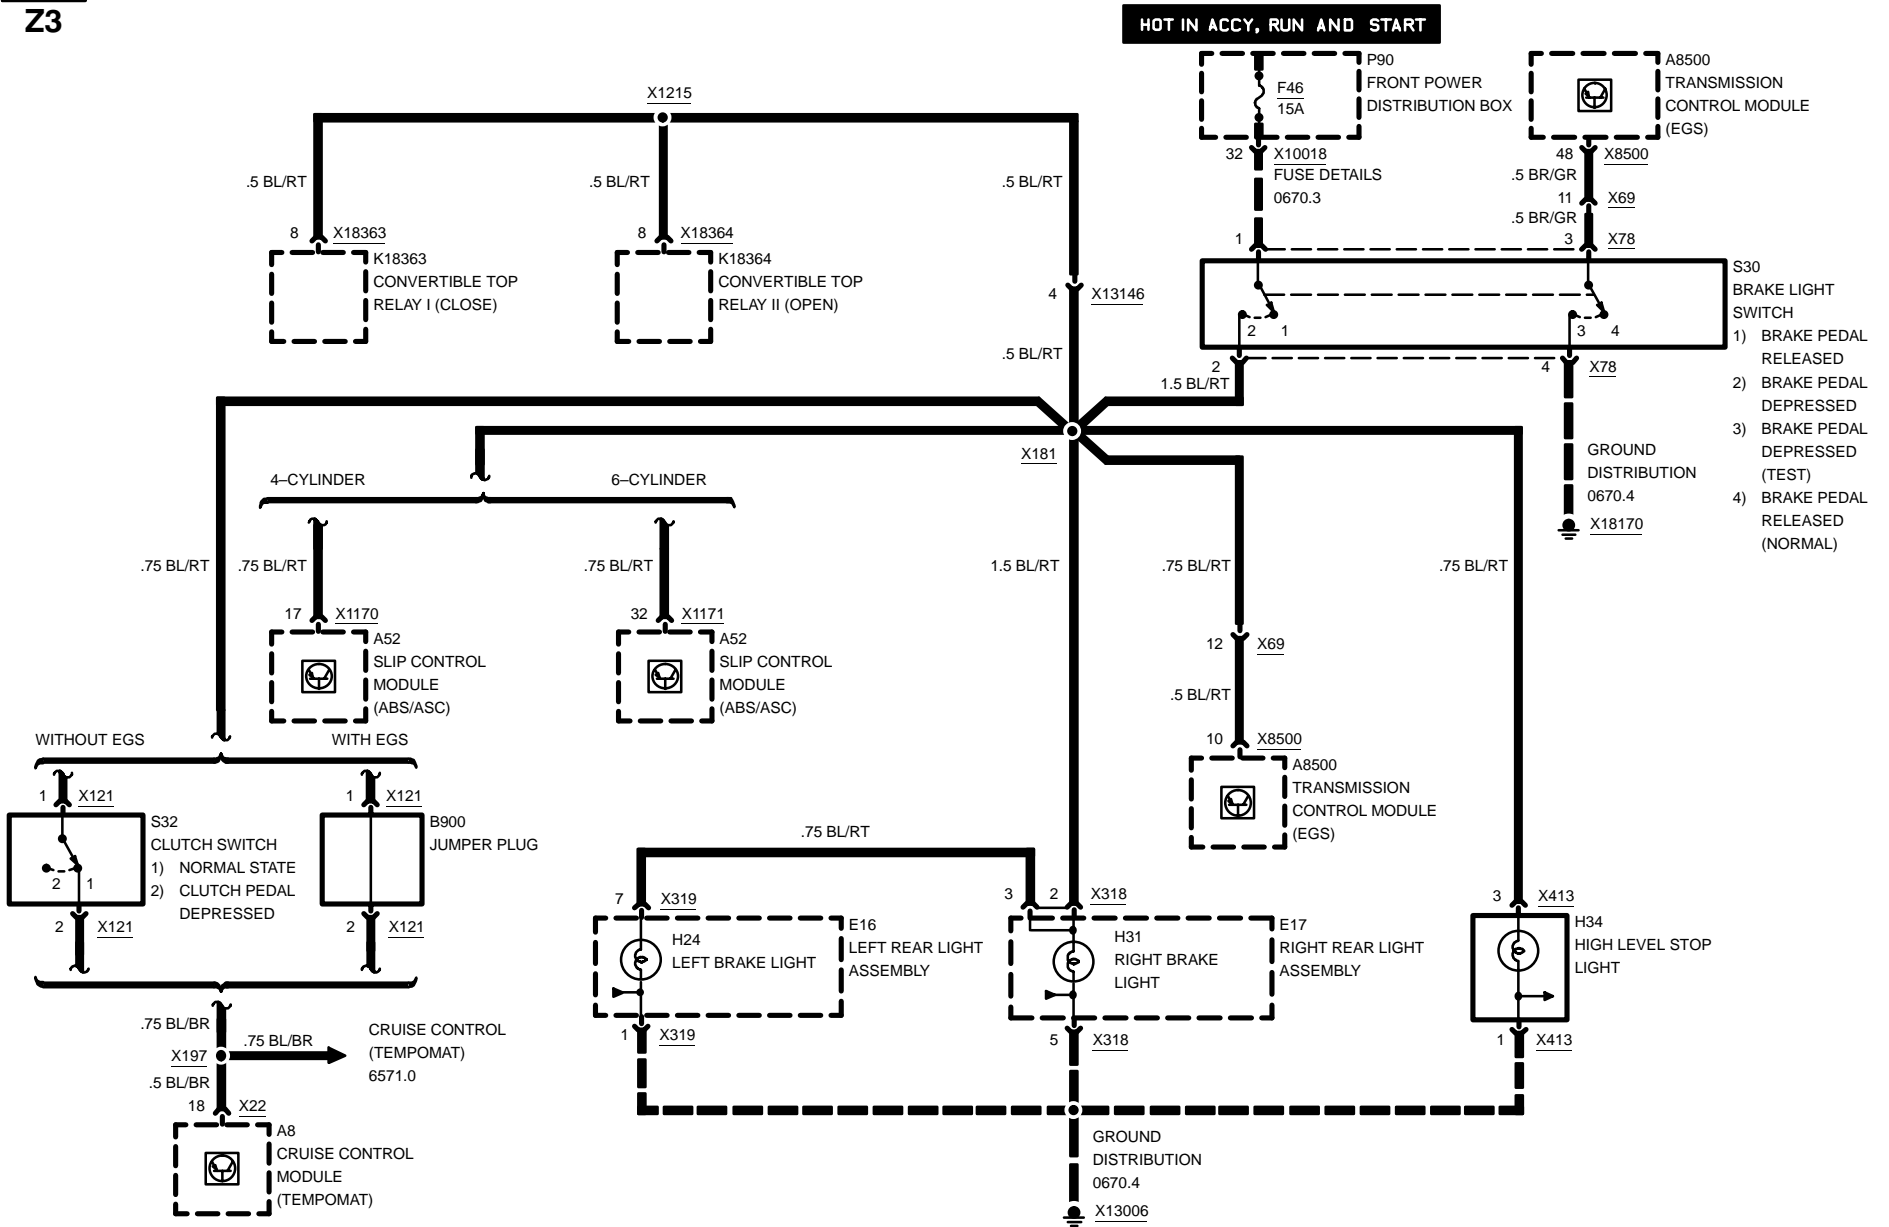 Z3
HOT IN ACCY, RUN AND START
P90
FRONT POWER
DISTRIBUTION BOX
F46
15A
A8500
TRANSMISSION
CONTROL MODULE
(EGS)
32
X10018
FUSE DETAILS
0670.3
48
X8500
.5 BR/GR
11
X69
.5 BR/GR
1
3
X78
X1215
.5 BL/RT
.5 BL/RT
.5 BL/RT
8
X18363
8
X18364
K18363
CONVERTIBLE TOP
RELAY I (CLOSE)
K18364
CONVERTIBLE TOP
RELAY II (OPEN)
4
X13146
.5 BL/RT
S30
BRAKE LIGHT
SWITCH
1) BRAKE PEDAL
RELEASED
2) BRAKE PEDAL
DEPRESSED
3) BRAKE PEDAL
DEPRESSED
(TEST)
4) BRAKE PEDAL
RELEASED
(NORMAL)
2 1
3 4
2
1.5 BL/RT
4
X78
GROUND
DISTRIBUTION
0670.4
X18170
X181
4–CYLINDER
6–CYLINDER
.75 BL/RT
.75 BL/RT
.75 BL/RT
1.5 BL/RT
.75 BL/RT
.75 BL/RT
17
X1170
32
X1171
A52
SLIP CONTROL
MODULE
(ABS/ASC)
A52
SLIP CONTROL
MODULE
(ABS/ASC)
12
X69
.5 BL/RT
10
X8500
A8500
TRANSMISSION
CONTROL MODULE
(EGS)
WITHOUT EGS
WITH EGS
1
X121
1
X121
S32
CLUTCH SWITCH
1) NORMAL STATE
2) CLUTCH PEDAL
DEPRESSED
2 1
B900
JUMPER PLUG
2
X121
2
X121
.75 BL/RT
7
X319
3
2
X318
3
X413
E16
LEFT REAR LIGHT
ASSEMBLY
H24
LEFT BRAKE LIGHT
E17
RIGHT REAR LIGHT
ASSEMBLY
H31
RIGHT BRAKE
LIGHT
H34
HIGH LEVEL STOP
LIGHT
1
X319
5
X318
1
X413
.75 BL/BR
X197
.75 BL/BR
CRUISE CONTROL
(TEMPOMAT)
6571.0
.5 BL/BR
18
X22
A8
CRUISE CONTROL
MODULE
(TEMPOMAT)
GROUND
DISTRIBUTION
0670.4
X13006